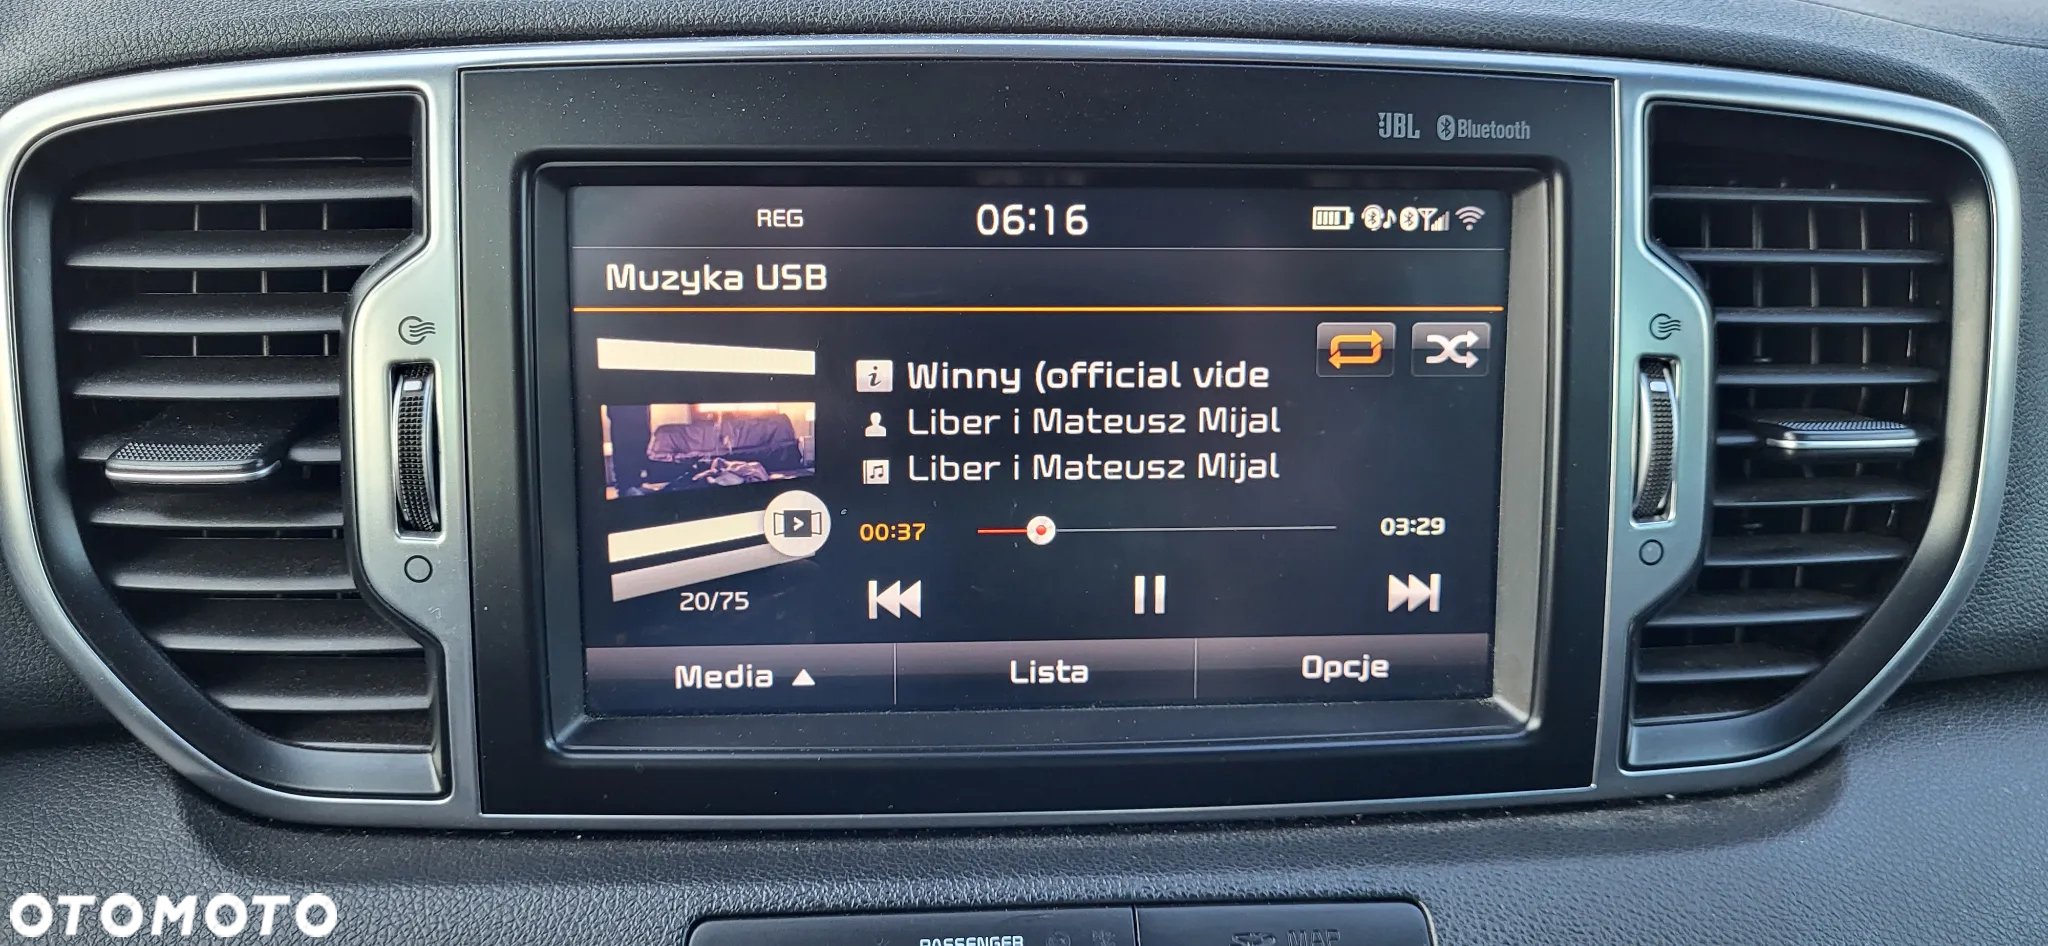 JBL Bluetooth
REG 06:16
Muzyka USB
Winny (official vide
Liber i Mateusz Mijal
Liber i Mateusz Mijal
00:37 03:29
20/75
Media Lista Opcje
PASSENGER MAP
OTOMOTO